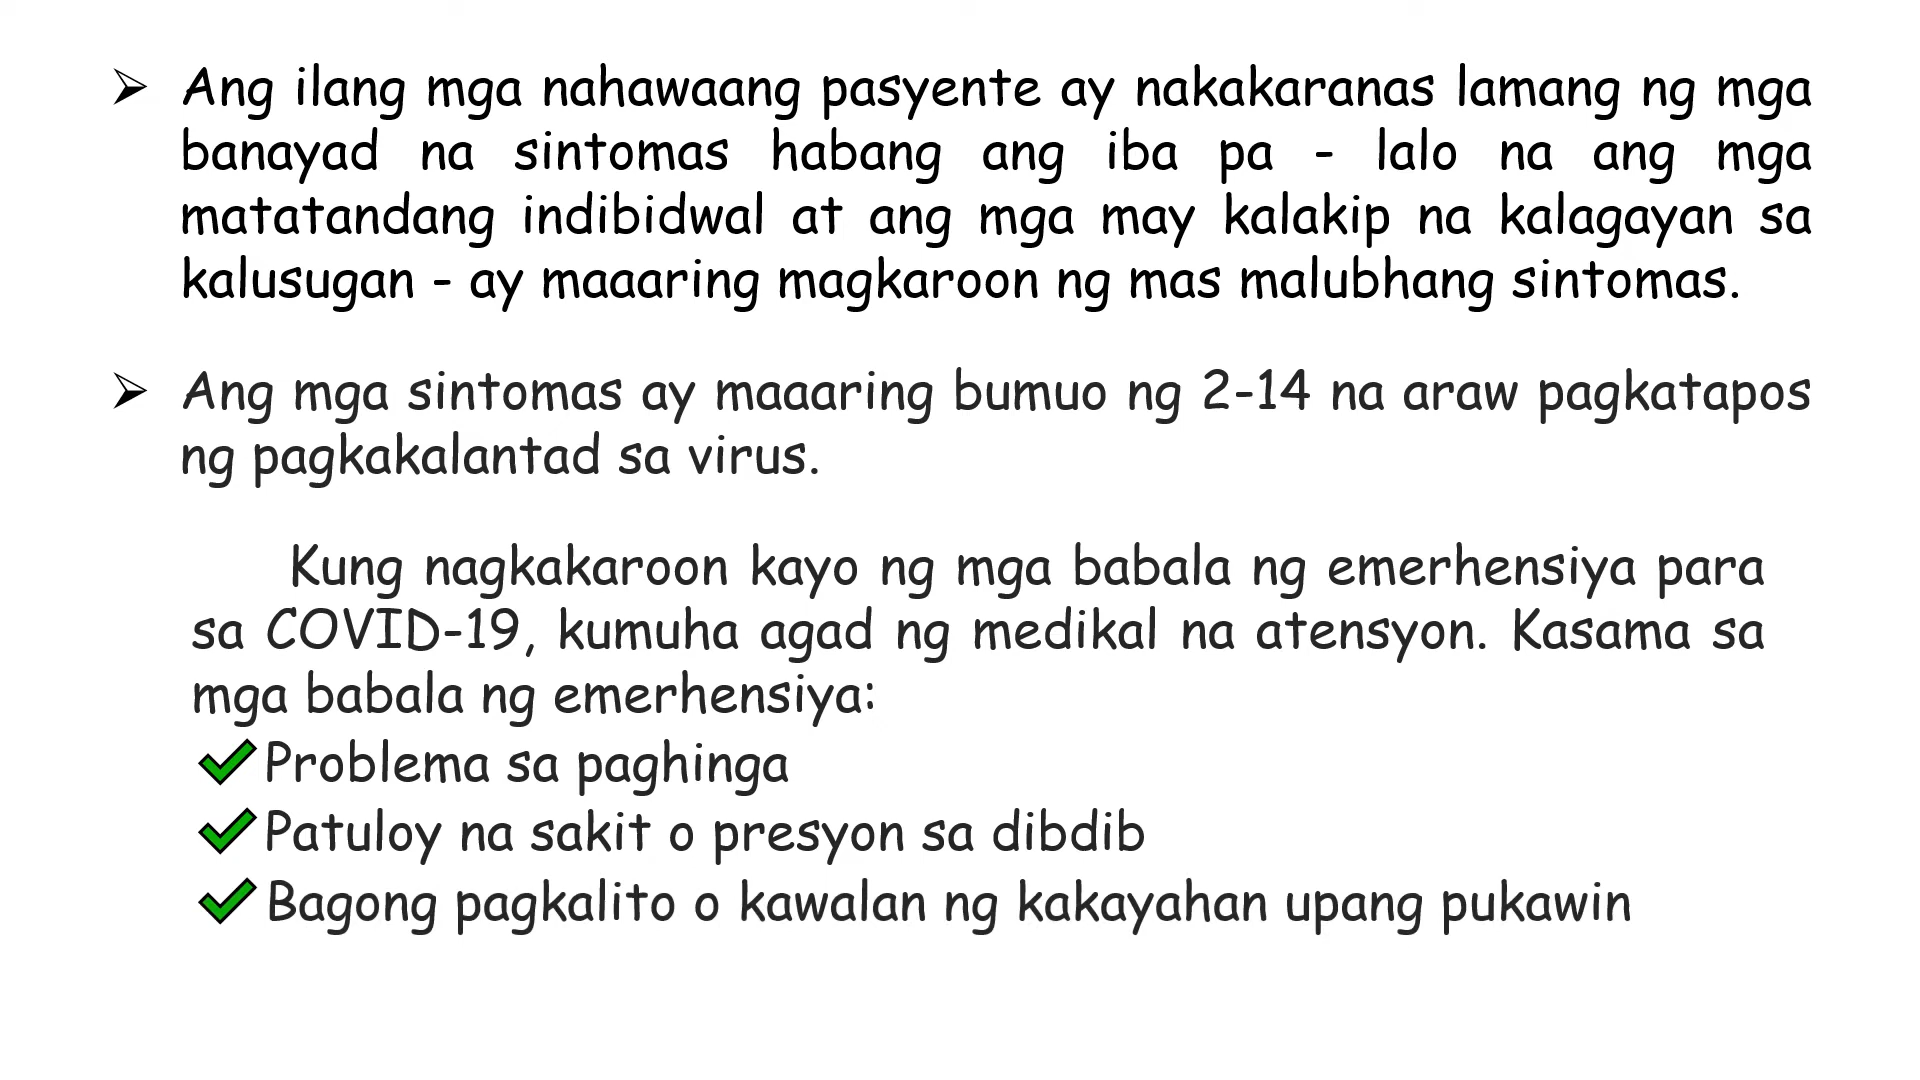 Ang ilang mga nahawaang pasyente ay nakakaranas lamang ng mga
banayad na sintomas habang ang iba pa - lalo na ang mga
matatandang indibidwal at ang mga may kalakip na kalagayan sa
kalusugan - ay maaaring magkaroon ng mas malubhang sintomas.
Ang mga sintomas ay maaaring bumuo ng 2-14 na araw pagkatapos
ng pagkakalantad sa virus.
Kung nagkakaroon kayo ng mga babala ng emerhensiya para
sa COVID-19, kumuha agad ng medikal na atensyon. Kasama sa
mga babala ng emerhensiya:
Problema sa paghinga
Patuloy na sakit o presyon sa dibdib
Bagong pagkalito o kawalan ng kakayahan upang pukawin